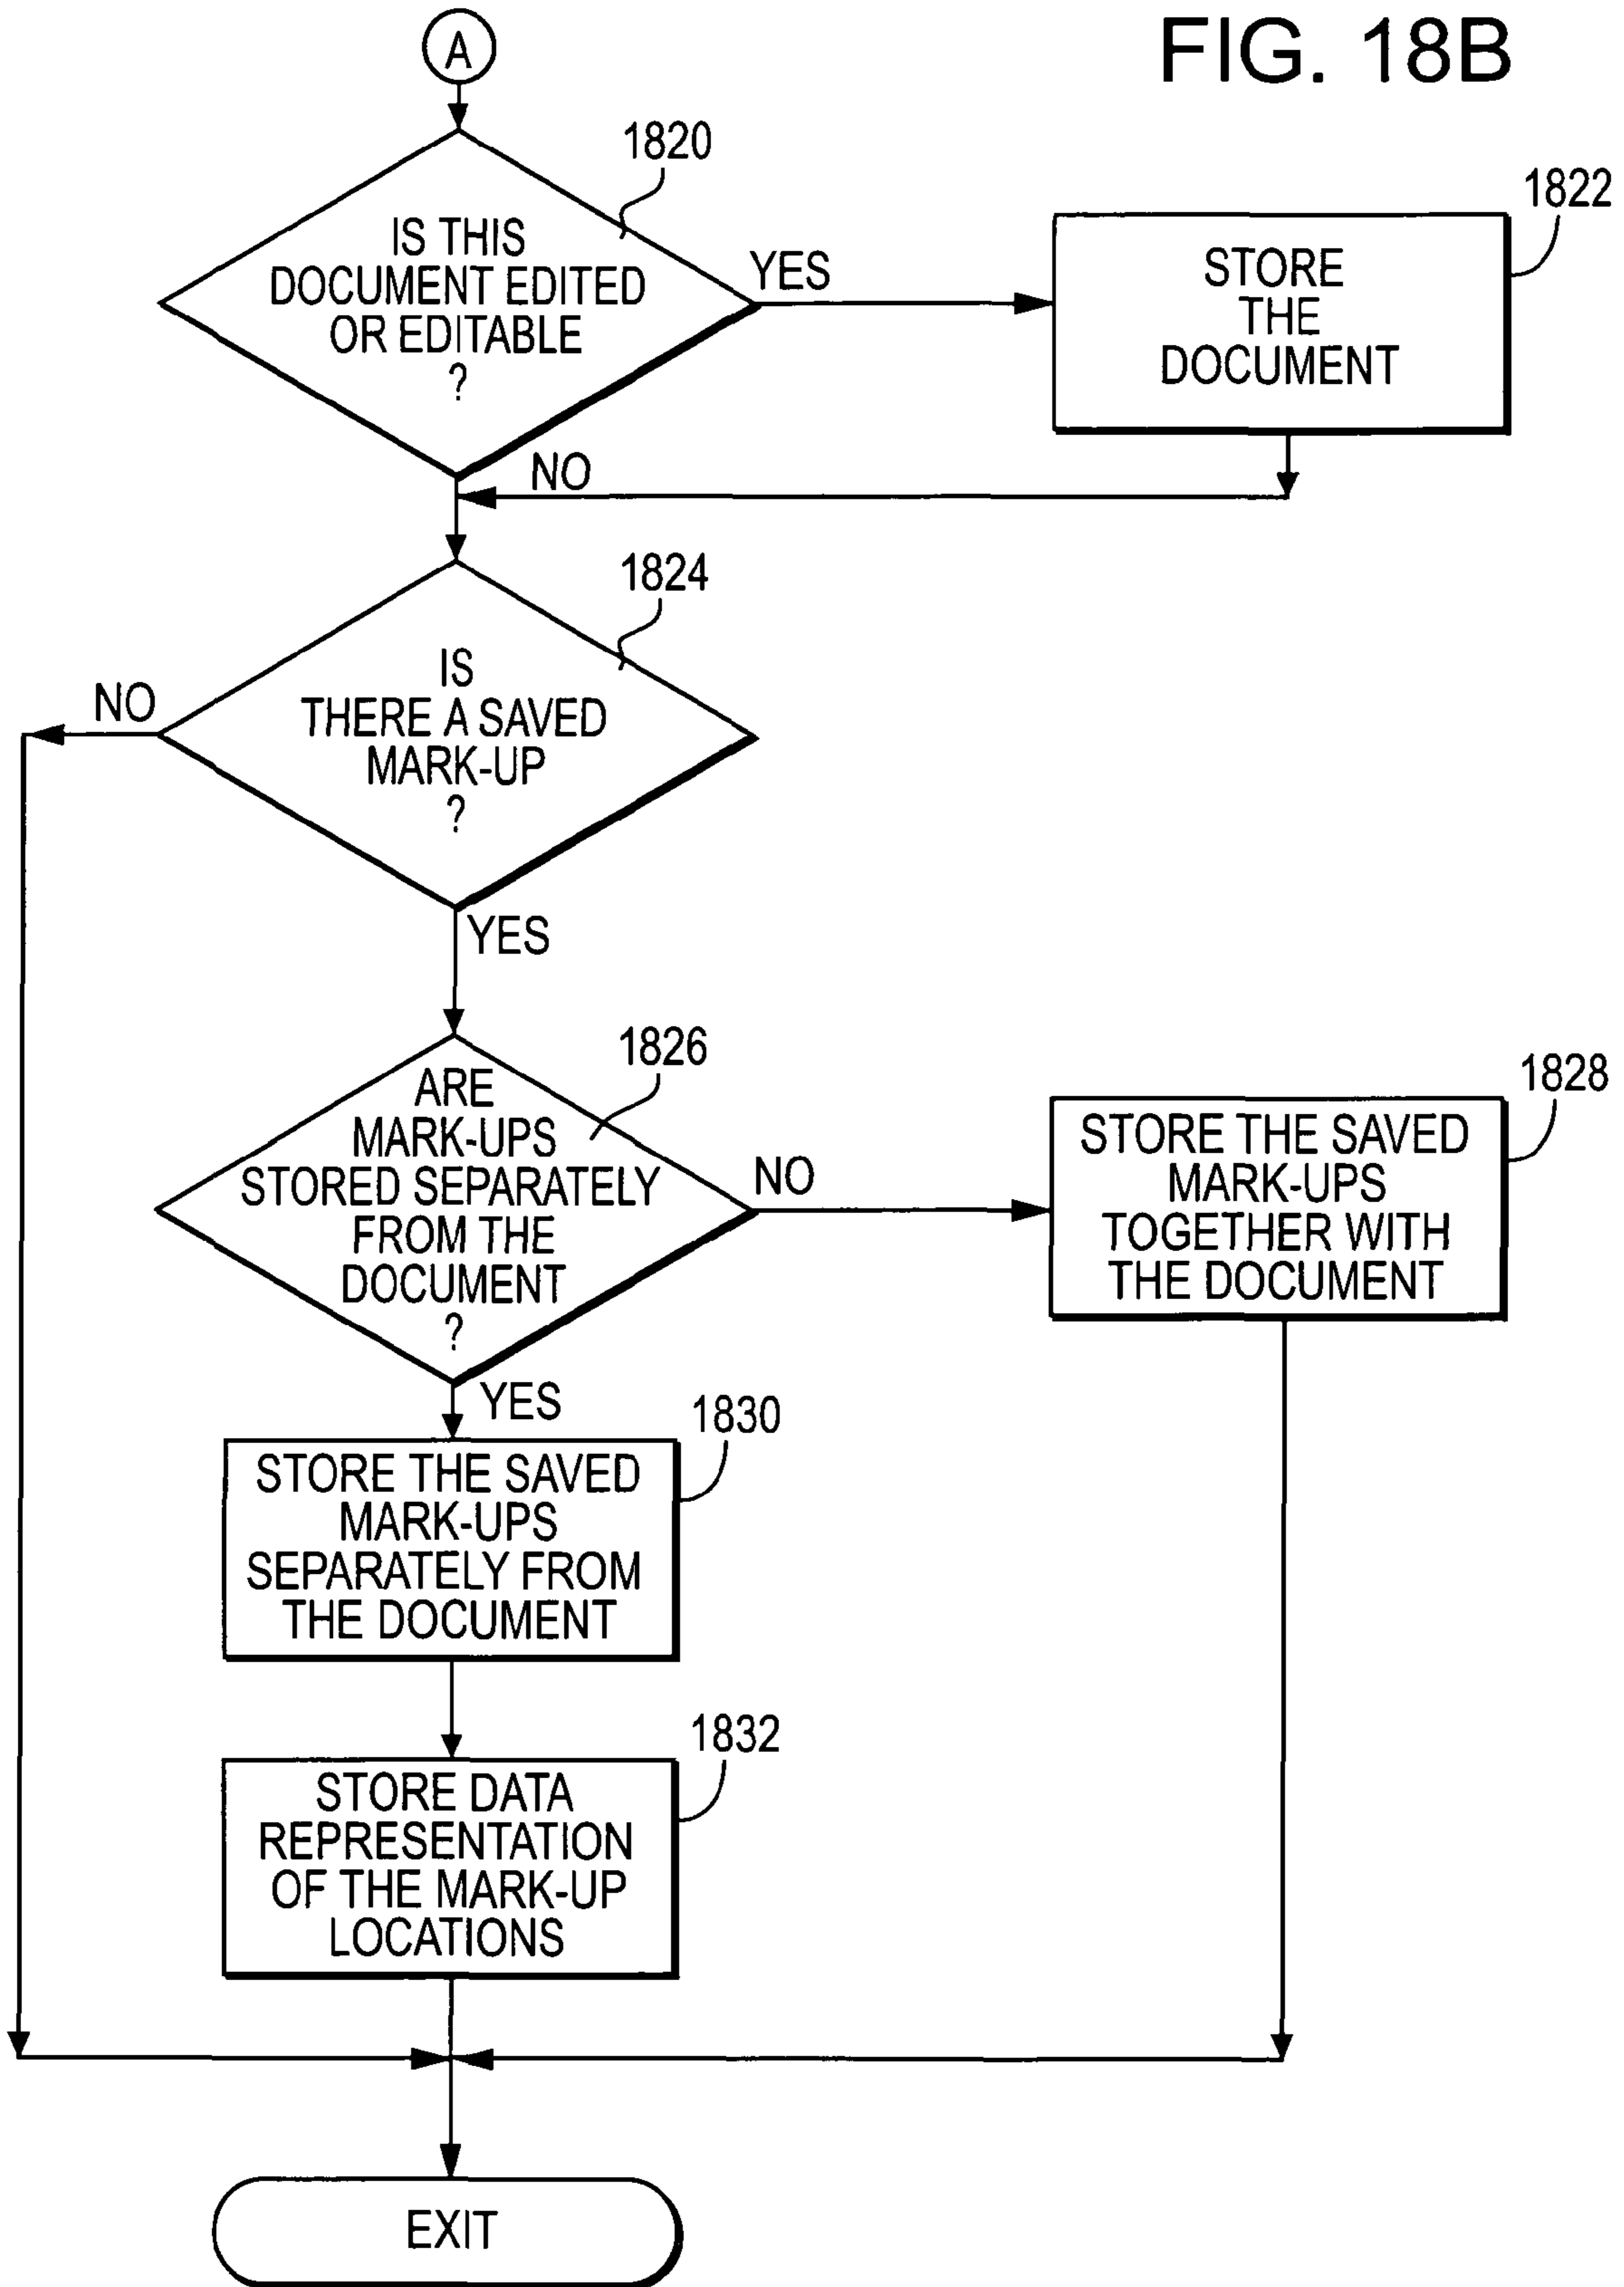 FIG. 18B
A
1820
IS THIS
DOCUMENT EDITED
OR EDITABLE
?
YES
1822
STORE
THE
DOCUMENT
NO
1824
IS
THERE A SAVED
MARK-UP
?
NO
YES
1826
ARE
MARK-UPS
STORED SEPARATELY
FROM THE
DOCUMENT
?
NO
1828
STORE THE SAVED
MARK-UPS
TOGETHER WITH
THE DOCUMENT
YES
1830
STORE THE SAVED
MARK-UPS
SEPARATELY FROM
THE DOCUMENT
1832
STORE DATA
REPRESENTATION
OF THE MARK-UP
LOCATIONS
EXIT